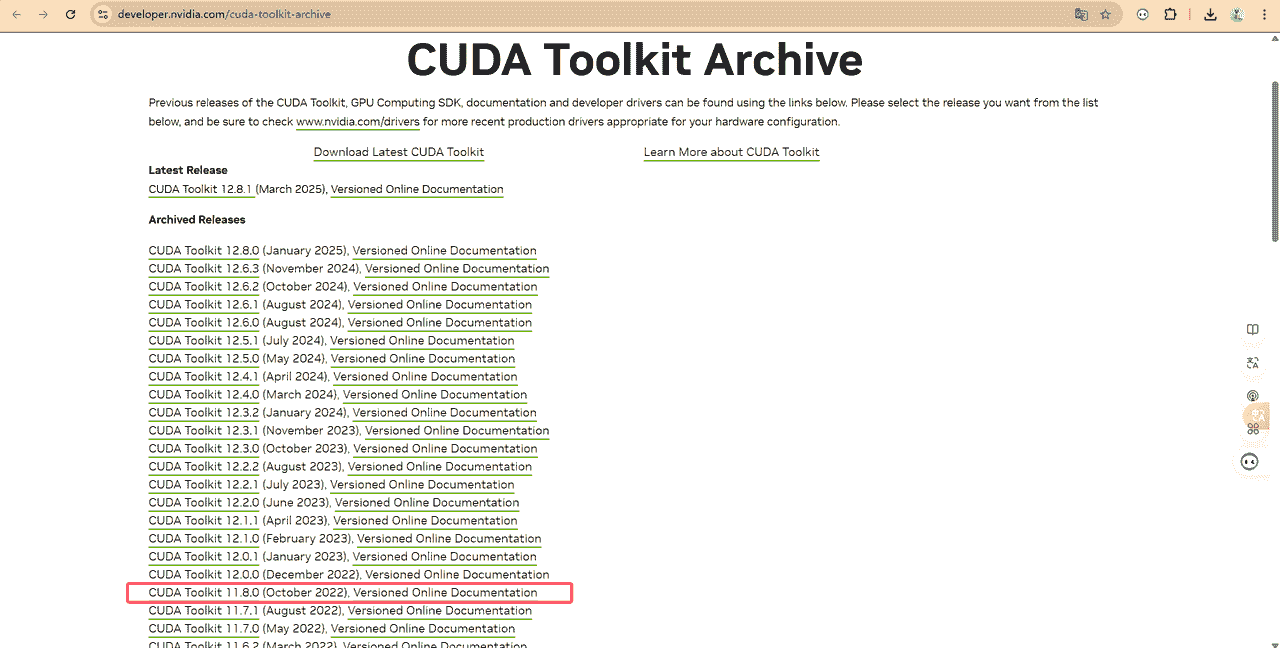 developer.nvidia.com/cuda-toolkit-archive
CUDA Toolkit Archive
Previous releases of the CUDA Toolkit, GPU Computing SDK, documentation and developer drivers can be found using the links below. Please select the release you want from the list
below, and be sure to check www.nvidia.com/drivers for more recent production drivers appropriate for your hardware configuration.
Download Latest CUDA Toolkit Learn More about CUDA Toolkit
Latest Release
CUDA Toolkit 12.8.1 (March 2025), Versioned Online Documentation
Archived Releases
CUDA Toolkit 12.8.0 (January 2025), Versioned Online Documentation
CUDA Toolkit 12.6.3 (November 2024), Versioned Online Documentation
CUDA Toolkit 12.6.2 (October 2024), Versioned Online Documentation
CUDA Toolkit 12.6.1 (August 2024), Versioned Online Documentation
CUDA Toolkit 12.6.0 (August 2024), Versioned Online Documentation
CUDA Toolkit 12.5.1 (July 2024), Versioned Online Documentation
CUDA Toolkit 12.5.0 (May 2024), Versioned Online Documentation
CUDA Toolkit 12.4.1 (April 2024), Versioned Online Documentation
CUDA Toolkit 12.4.0 (March 2024), Versioned Online Documentation
CUDA Toolkit 12.3.2 (January 2024), Versioned Online Documentation
CUDA Toolkit 12.3.1 (November 2023), Versioned Online Documentation
CUDA Toolkit 12.3.0 (October 2023), Versioned Online Documentation
CUDA Toolkit 12.2.2 (August 2023), Versioned Online Documentation
CUDA Toolkit 12.2.1 (July 2023), Versioned Online Documentation
CUDA Toolkit 12.2.0 (June 2023), Versioned Online Documentation
CUDA Toolkit 12.1.1 (April 2023), Versioned Online Documentation
CUDA Toolkit 12.1.0 (February 2023), Versioned Online Documentation
CUDA Toolkit 12.0.1 (January 2023), Versioned Online Documentation
CUDA Toolkit 12.0.0 (December 2022), Versioned Online Documentation
CUDA Toolkit 11.8.0 (October 2022), Versioned Online Documentation
CUDA Toolkit 11.7.1 (August 2022), Versioned Online Documentation
CUDA Toolkit 11.7.0 (May 2022), Versioned Online Documentation
CUDA Toolkit 11.6.2 (March 2022), Versioned Online Documentation